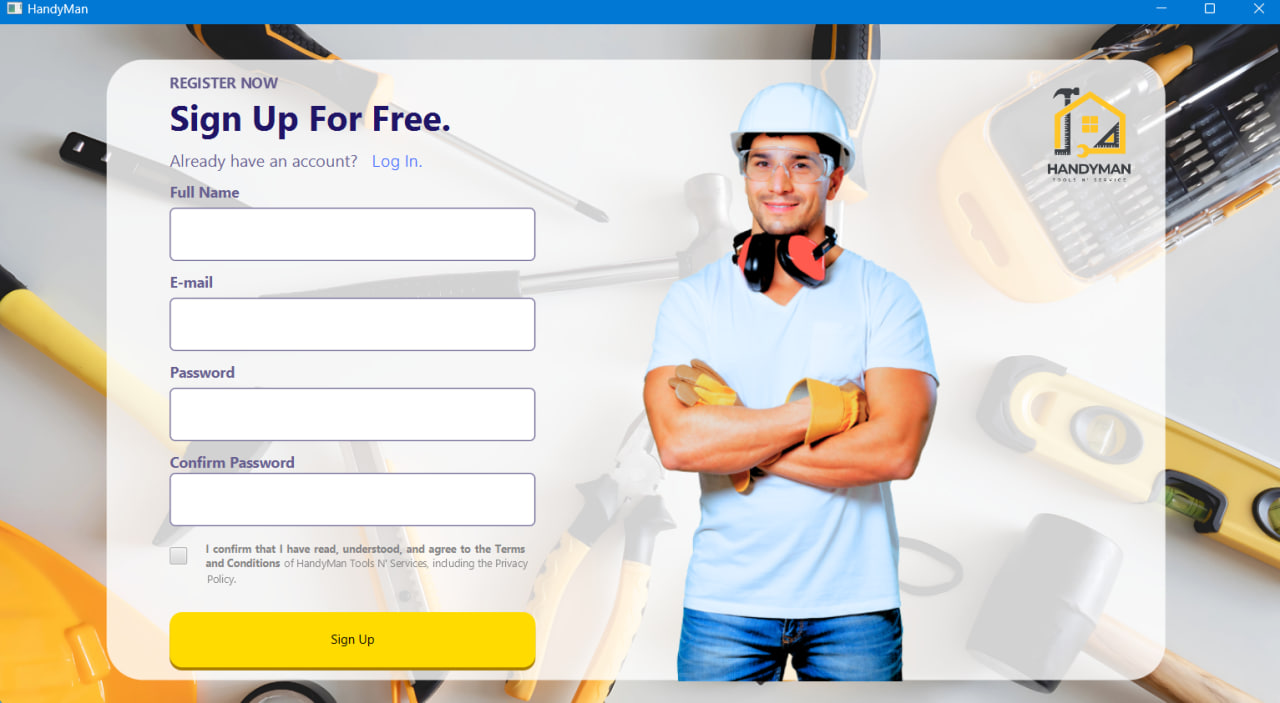 HandyMan
REGISTER NOW
Sign Up For Free.
Already have an account? Log In.
Full Name
E-mail
Password
Confirm Password
I confirm that I have read, understood, and agree to the Terms
and Conditions of HandyMan Tools N' Services, including the Privacy
Policy.
Sign Up
HANDYMAN
TOOLS N' SERVICE